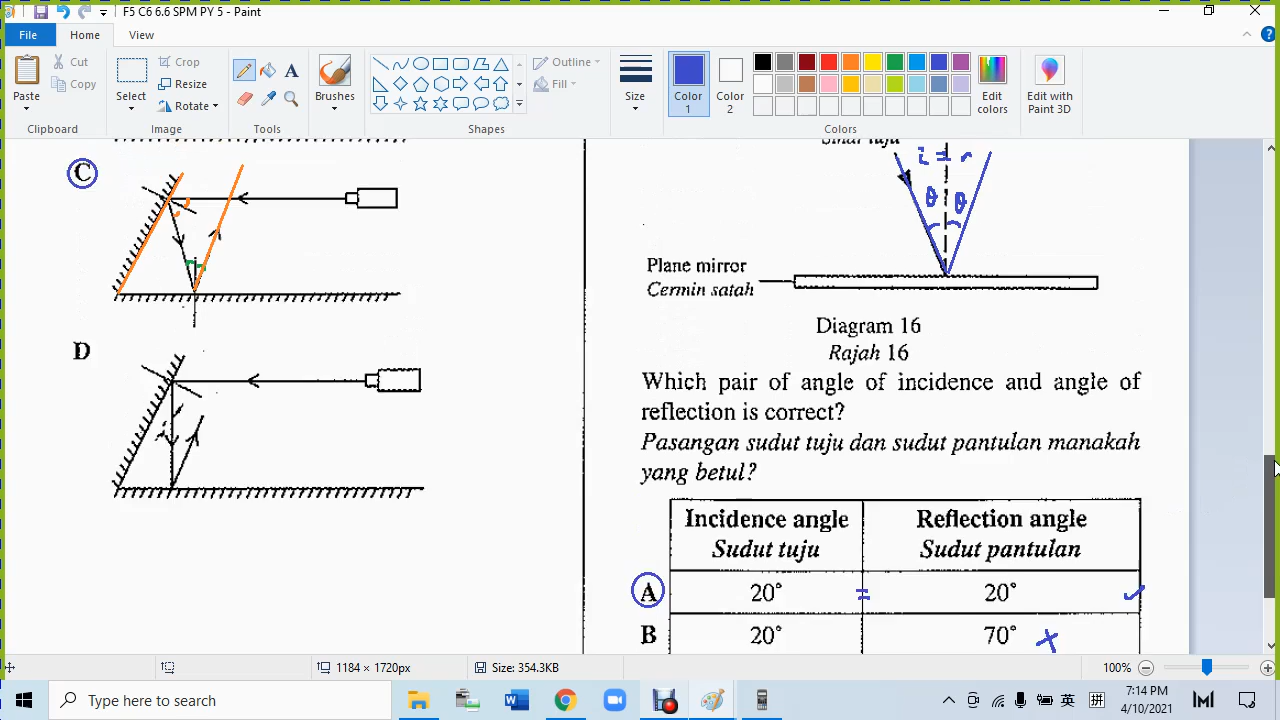 F5 C6 6.6 SPM PY 5 - Paint
File Home View
Paste
Cut
Copy
Clipboard
Select
Crop
Resize
Rotate
Image
A
Tools
Brushes
Outline
Fill
Shapes
Size
Color 1
Color 2
Edit colors
Edit with Paint 3D
Colors
C
D
Sinar tuju
i = r
θ θ
Plane mirror
Cermin satah
Diagram 16
Rajah 16
Which pair of angle of incidence and angle of
reflection is correct?
Pasangan sudut tuju dan sudut pantulan manakah
yang betul?
Incidence angle Reflection angle
Sudut tuju Sudut pantulan
A 20° = 20°
B 20° 70°
1184 × 1720px
Size: 354.3KB
100%
Type here to search
英
拼
7:14 PM
4/10/2021